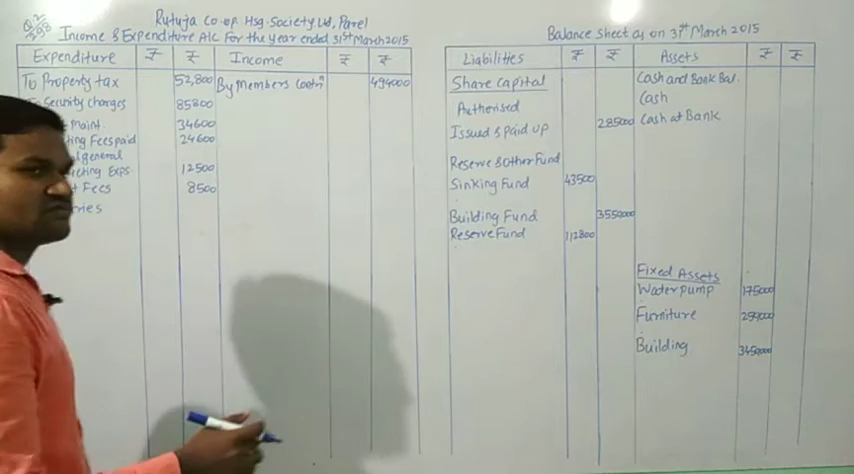 Q.2
398
Rutuja Co.op Hsg. Society Ltd, Parel
Income & Expenditure A/C For the year ended 31st March 2015
Expenditure ₹ ₹ Income ₹ ₹
To Property tax 52,800 By Members Contrn 494000
Security charges 85800
Maint. 34600
Fees paid 24600
general
Exps. 12500
Fees 8500
Balance Sheet as on 31st March 2015
Liabilities ₹ ₹ Assets ₹ ₹
Share Capital Cash and Bank Bal.
Authorised Cash
Issued & paid up 285000 Cash at Bank
Reserve & Other Fund
Sinking Fund 43500
Building Fund 3550000
Reserve Fund 112800
Fixed Assets
Water pump 175000
Furniture 259000
Building 3450000